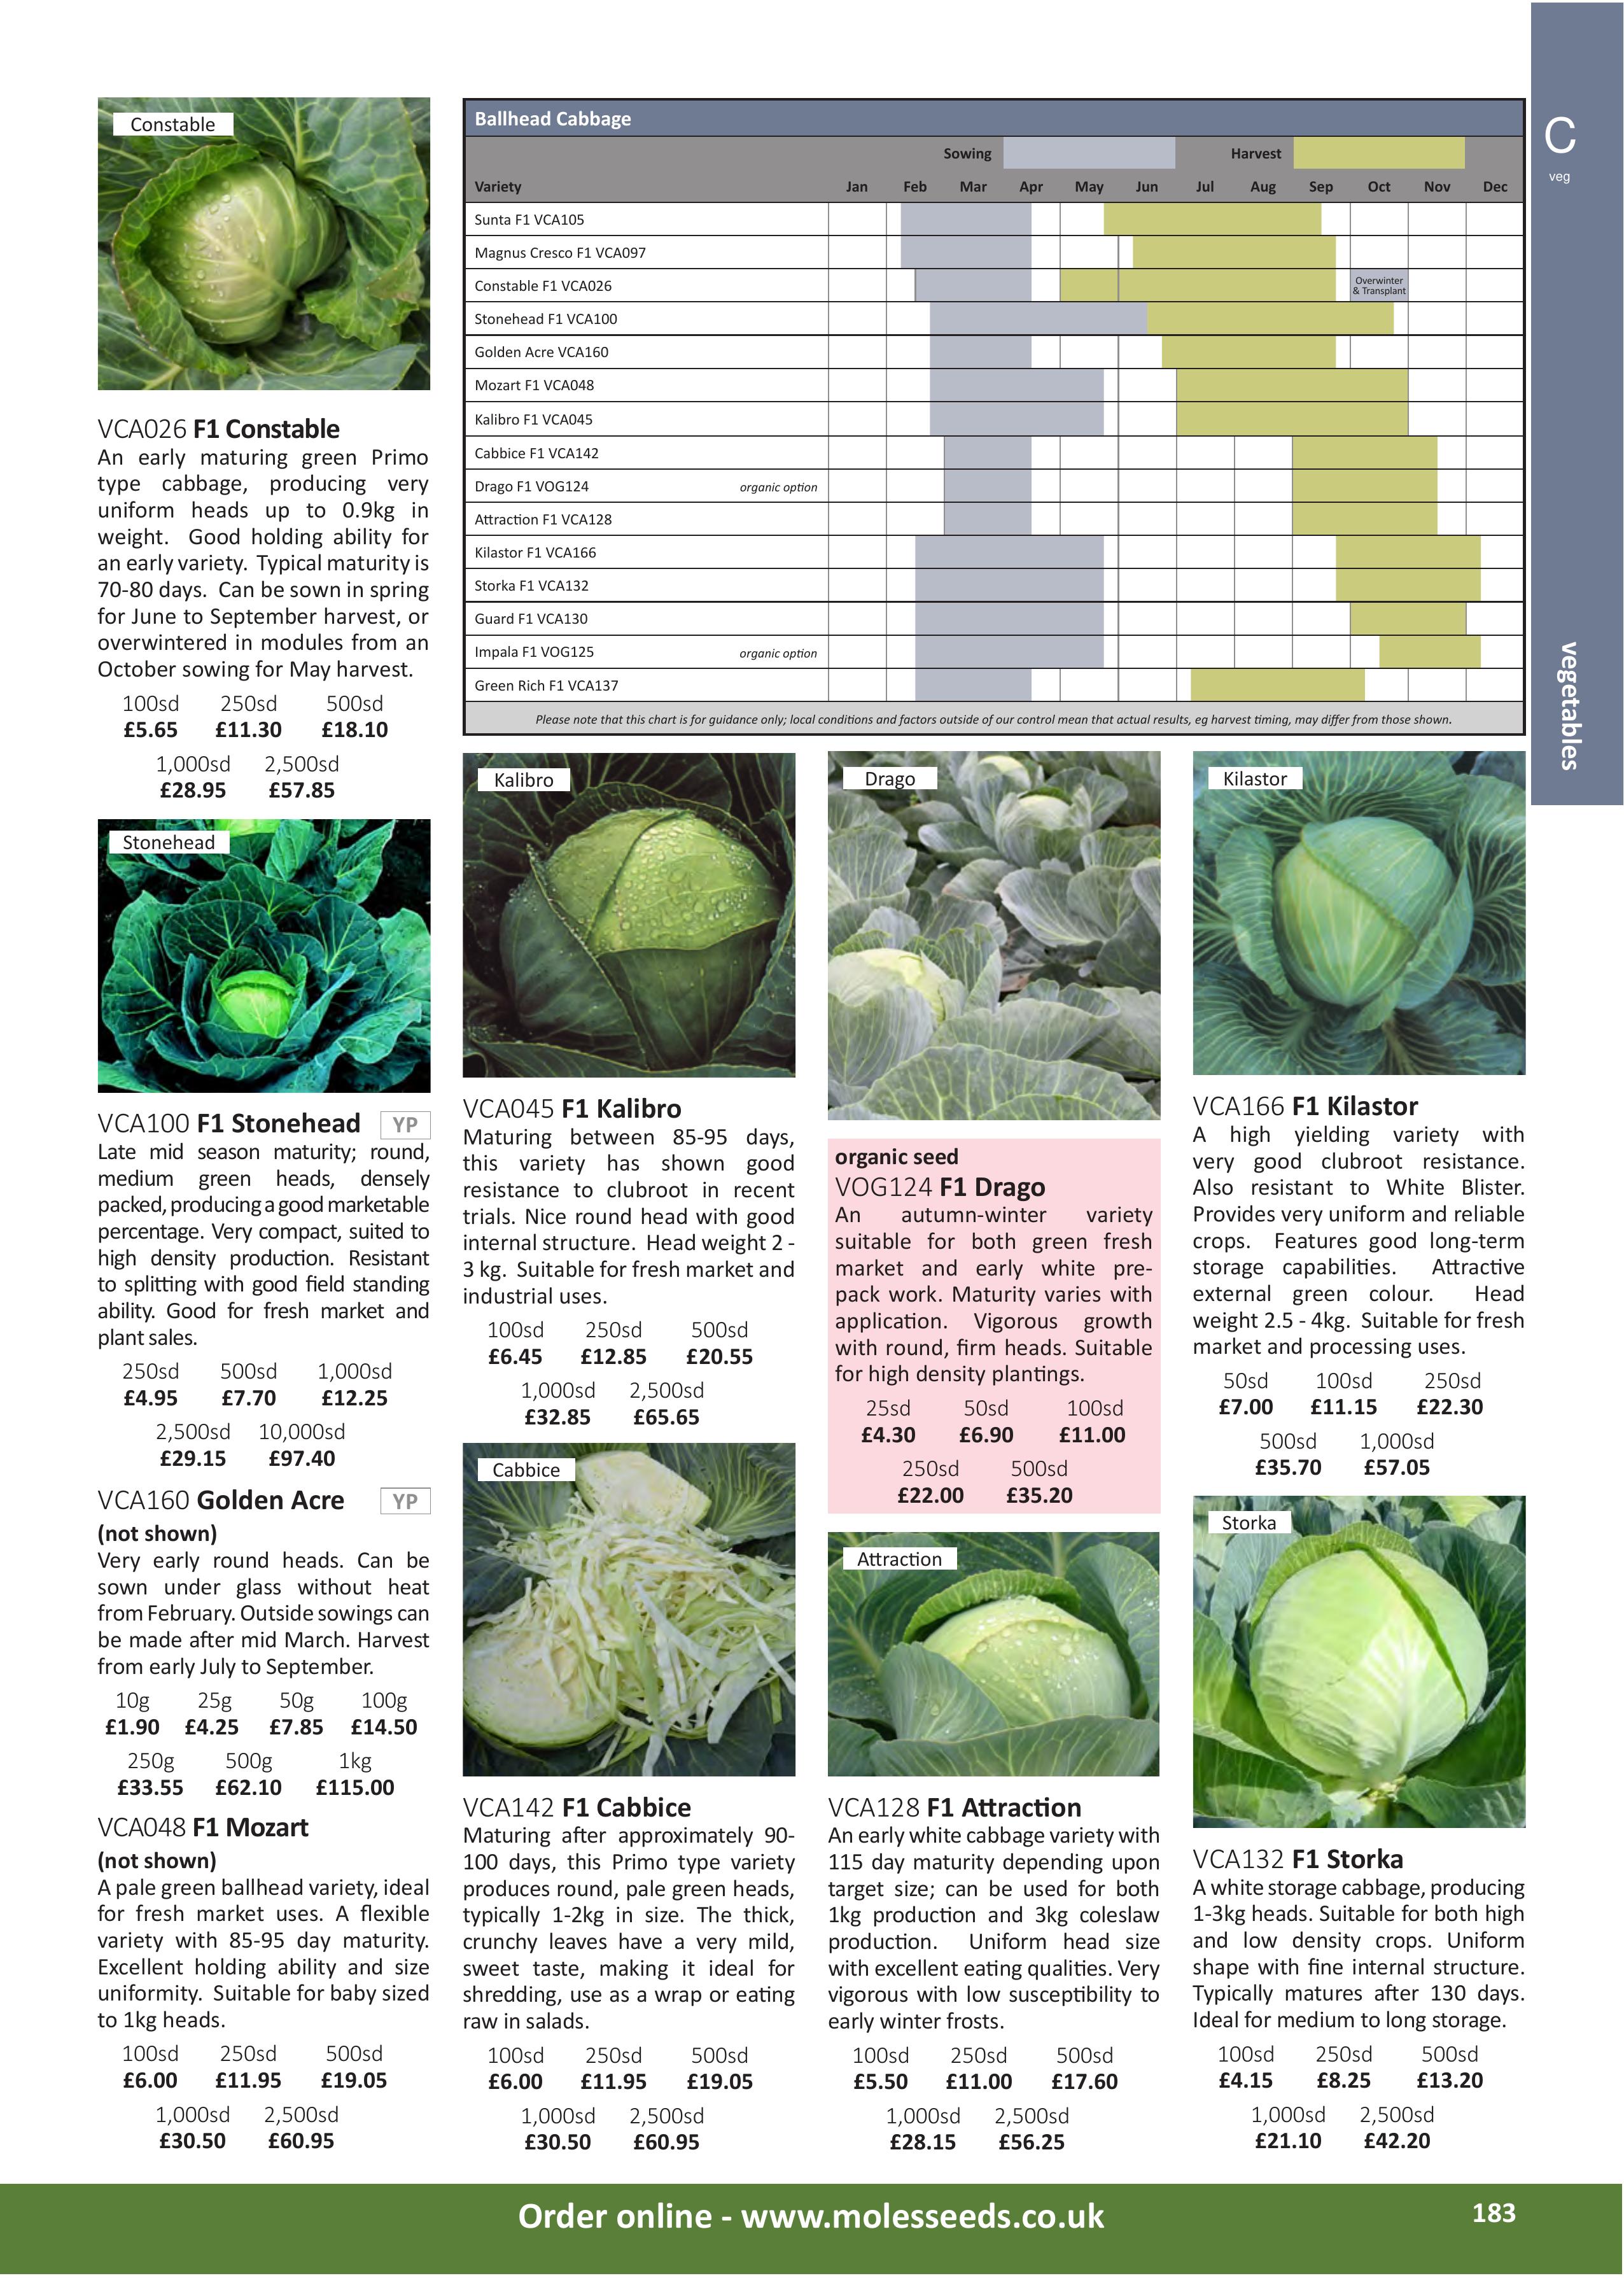 Constable
VCA026 F1 Constable
An early maturing green Primo
type cabbage, producing very
uniform heads up to 0.9kg in
weight. Good holding ability for
an early variety. Typical maturity is
70-80 days. Can be sown in spring
for June to September harvest, or
overwintered in modules from an
October sowing for May harvest.
100sd 250sd 500sd
£5.65 £11.30 £18.10
1,000sd 2,500sd
£28.95 £57.85
Stonehead
VCA100 F1 Stonehead YP
Late mid season maturity; round,
medium green heads, densely
packed, producing a good marketable
percentage. Very compact, suited to
high density production. Resistant
to splitting with good field standing
ability. Good for fresh market and
plant sales.
250sd 500sd 1,000sd
£4.95 £7.70 £12.25
2,500sd 10,000sd
£29.15 £97.40
VCA160 Golden Acre YP
(not shown)
Very early round heads. Can be
sown under glass without heat
from February. Outside sowings can
be made after mid March. Harvest
from early July to September.
10g 25g 50g 100g
£1.90 £4.25 £7.85 £14.50
250g 500g 1kg
£33.55 £62.10 £115.00
VCA048 F1 Mozart
(not shown)
A pale green ballhead variety, ideal
for fresh market uses. A flexible
variety with 85-95 day maturity.
Excellent holding ability and size
uniformity. Suitable for baby sized
to 1kg heads.
100sd 250sd 500sd
£6.00 £11.95 £19.05
1,000sd 2,500sd
£30.50 £60.95
Ballhead Cabbage
Sowing Harvest
Variety Jan Feb Mar Apr May Jun Jul Aug Sep Oct Nov Dec
Sunta F1 VCA105
Magnus Cresco F1 VCA097
Constable F1 VCA026 Overwinter
& Transplant
Stonehead F1 VCA100
Golden Acre VCA160
Mozart F1 VCA048
Kalibro F1 VCA045
Cabbice F1 VCA142
Drago F1 VOG124 organic option
Attraction F1 VCA128
Kilastor F1 VCA166
Storka F1 VCA132
Guard F1 VCA130
Impala F1 VOG125 organic option
Green Rich F1 VCA137
Please note that this chart is for guidance only; local conditions and factors outside of our control mean that actual results, eg harvest timing, may differ from those shown.
Kalibro
VCA045 F1 Kalibro
Maturing between 85-95 days,
this variety has shown good
resistance to clubroot in recent
trials. Nice round head with good
internal structure. Head weight 2 -
3 kg. Suitable for fresh market and
industrial uses.
100sd 250sd 500sd
£6.45 £12.85 £20.55
1,000sd 2,500sd
£32.85 £65.65
Cabbice
VCA142 F1 Cabbice
Maturing after approximately 90-
100 days, this Primo type variety
produces round, pale green heads,
typically 1-2kg in size. The thick,
crunchy leaves have a very mild,
sweet taste, making it ideal for
shredding, use as a wrap or eating
raw in salads.
100sd 250sd 500sd
£6.00 £11.95 £19.05
1,000sd 2,500sd
£30.50 £60.95
Drago
organic seed
VOG124 F1 Drago
An autumn-winter variety
suitable for both green fresh
market and early white pre-
pack work. Maturity varies with
application. Vigorous growth
with round, firm heads. Suitable
for high density plantings.
25sd 50sd 100sd
£4.30 £6.90 £11.00
250sd 500sd
£22.00 £35.20
Attraction
VCA128 F1 Attraction
An early white cabbage variety with
115 day maturity depending upon
target size; can be used for both
1kg production and 3kg coleslaw
production. Uniform head size
with excellent eating qualities. Very
vigorous with low susceptibility to
early winter frosts.
100sd 250sd 500sd
£5.50 £11.00 £17.60
1,000sd 2,500sd
£28.15 £56.25
Kilastor
VCA166 F1 Kilastor
A high yielding variety with
very good clubroot resistance.
Also resistant to White Blister.
Provides very uniform and reliable
crops. Features good long-term
storage capabilities. Attractive
external green colour. Head
weight 2.5 - 4kg. Suitable for fresh
market and processing uses.
50sd 100sd 250sd
£7.00 £11.15 £22.30
500sd 1,000sd
£35.70 £57.05
Storka
VCA132 F1 Storka
A white storage cabbage, producing
1-3kg heads. Suitable for both high
and low density crops. Uniform
shape with fine internal structure.
Typically matures after 130 days.
Ideal for medium to long storage.
100sd 250sd 500sd
£4.15 £8.25 £13.20
1,000sd 2,500sd
£21.10 £42.20
C
veg
vegetables
Order online - www.molesseeds.co.uk
183